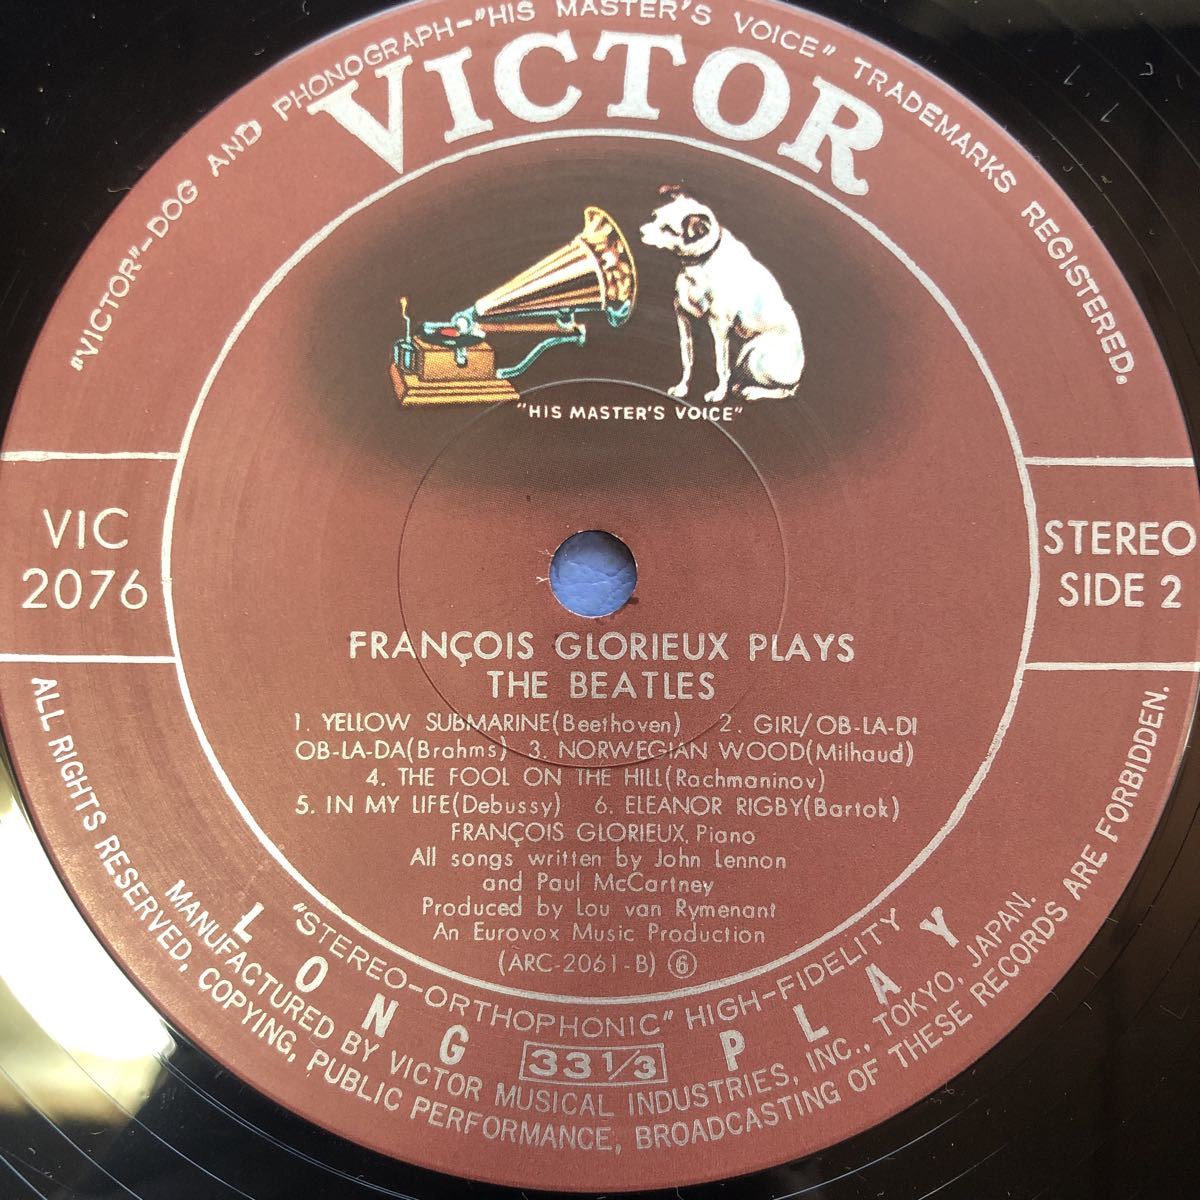 "VICTOR"-DOG AND PHONOGRAPH-"HIS MASTER'S VOICE" TRADEMARKS REGISTERED.
VICTOR
"HIS MASTER'S VOICE"
VIC
2076
STEREO
SIDE 2
FRANÇOIS GLORIEUX PLAYS
THE BEATLES
1. YELLOW SUBMARINE(Beethoven) 2. GIRL/OB-LA-DI
OB-LA-DA(Brahms) 3. NORWEGIAN WOOD(Milhaud)
4. THE FOOL ON THE HILL(Rachmaninov)
5. IN MY LIFE(Debussy) 6. ELEANOR RIGBY(Bartok)
FRANÇOIS GLORIEUX, Piano
All songs written by John Lennon
and Paul McCartney
Produced by Lou van Rymenant
An Eurovox Music Production
(ARC-2061-B) ⑥
"STEREO-ORTHOPHONIC" HIGH-FIDELITY
LONG PLAY
33 1/3
MANUFACTURED BY VICTOR MUSICAL INDUSTRIES, INC., TOKYO, JAPAN.
ALL RIGHTS RESERVED, COPYING, PUBLIC PERFORMANCE, BROADCASTING OF THESE RECORDS ARE FORBIDDEN.